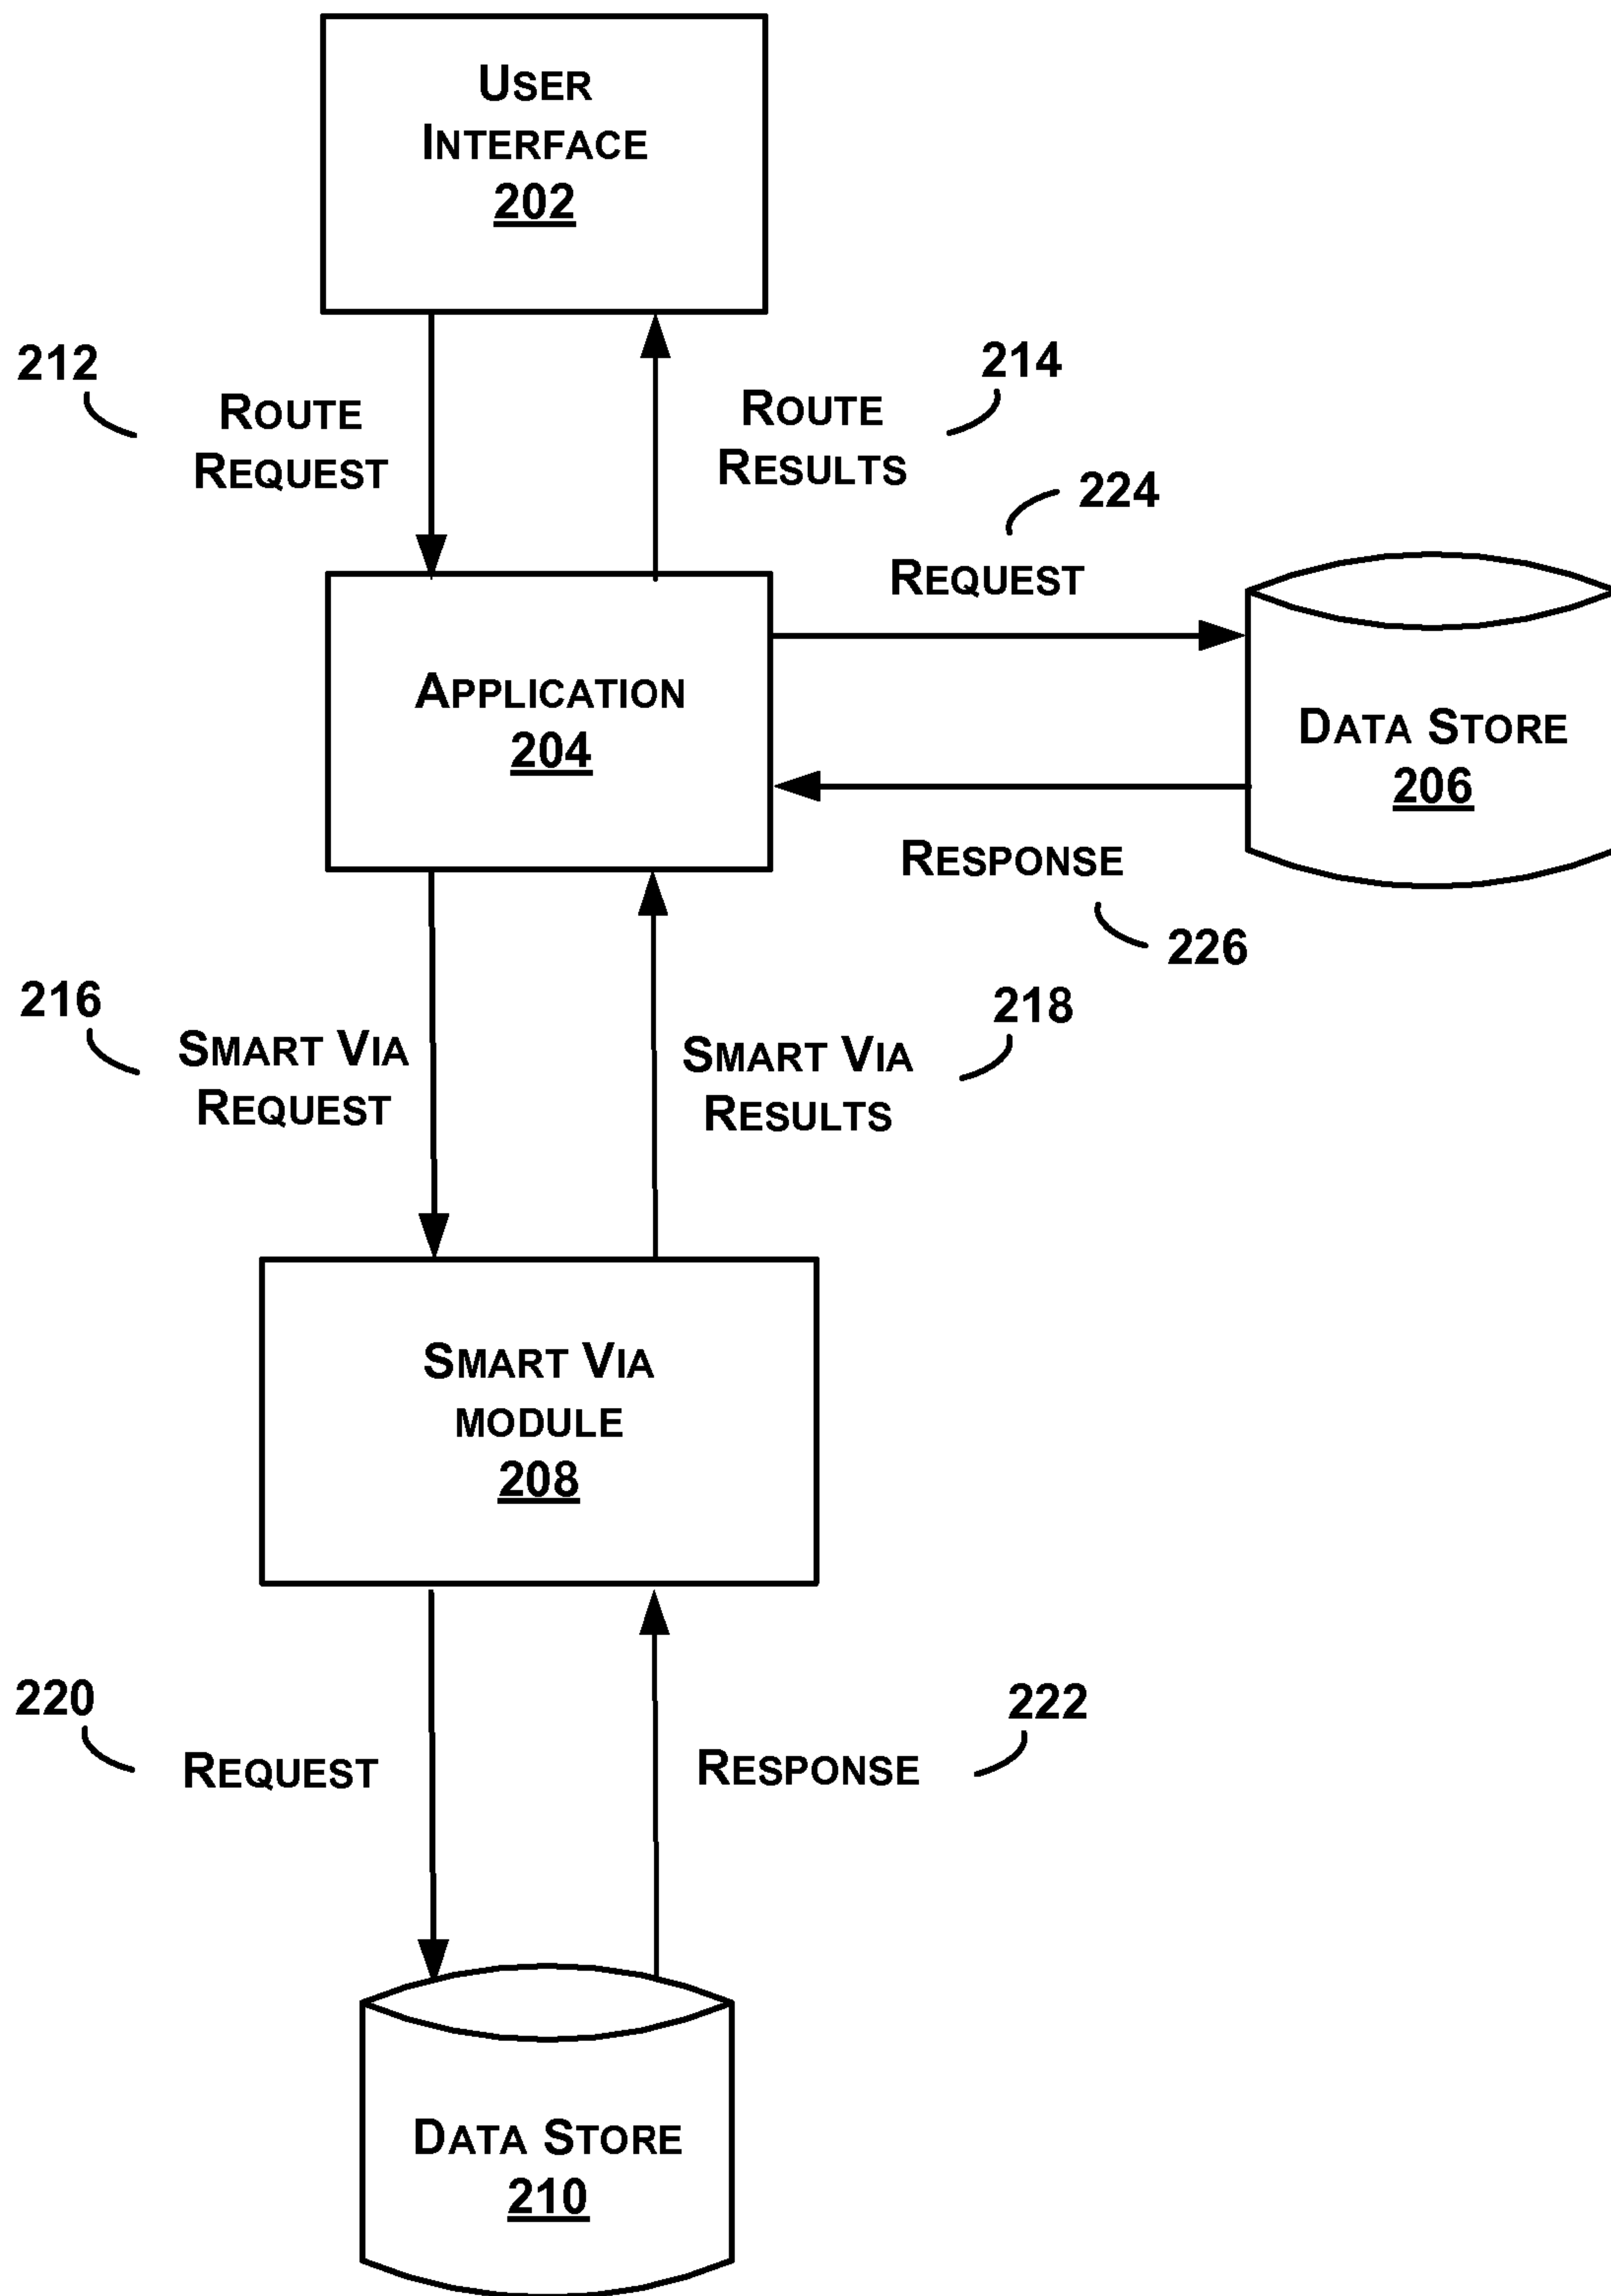 USER
INTERFACE
202
212
ROUTE
REQUEST
ROUTE
RESULTS
214
224
REQUEST
APPLICATION
204
DATA STORE
206
RESPONSE
226
216
SMART VIA
REQUEST
SMART VIA
RESULTS
218
SMART VIA
MODULE
208
220
REQUEST
RESPONSE
222
DATA STORE
210